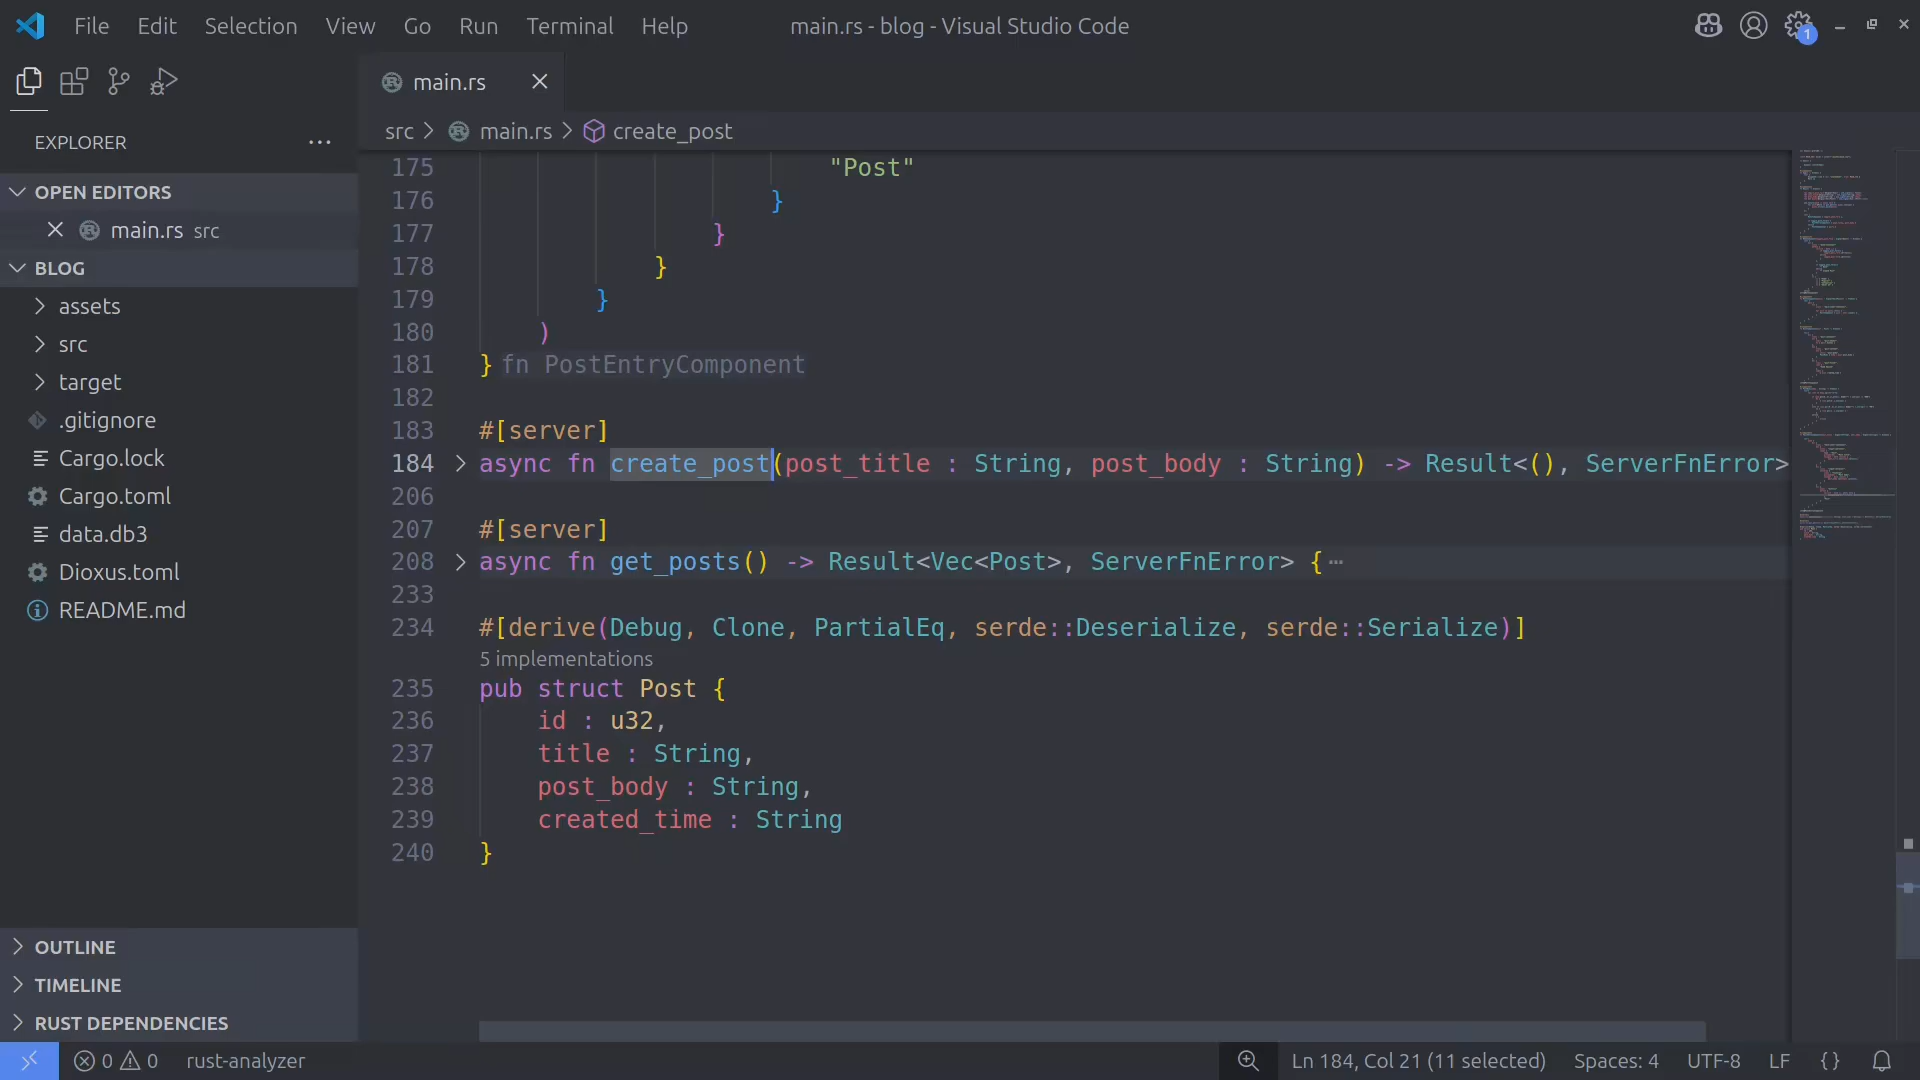 File Edit Selection View Go Run Terminal Help
main.rs - blog - Visual Studio Code
1
EXPLORER
OPEN EDITORS
main.rs src
BLOG
assets
src
target
.gitignore
Cargo.lock
Cargo.toml
data.db3
Dioxus.toml
README.md
OUTLINE
TIMELINE
RUST DEPENDENCIES
main.rs
src > main.rs > create_post
175 "Post"
176 }
177 }
178 }
179 }
180 )
181 } fn PostEntryComponent
182
183 #[server]
184 async fn create_post(post_title : String, post_body : String) -> Result<(), ServerFnError>
206
207 #[server]
208 async fn get_posts() -> Result<Vec<Post>, ServerFnError> {⋯
233
234 #[derive(Debug, Clone, PartialEq, serde::Deserialize, serde::Serialize)]
5 implementations
235 pub struct Post {
236 id : u32,
237 title : String,
238 post_body : String,
239 created_time : String
240 }
0 0 rust-analyzer
Ln 184, Col 21 (11 selected) Spaces: 4 UTF-8 LF {}